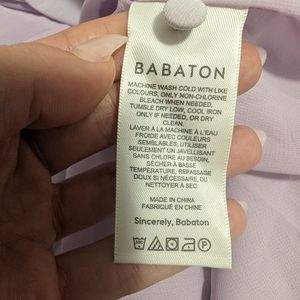 BABATON
MACHINE WASH COLD WITH LIKE
COLOURS, ONLY NON-CHLORINE
BLEACH WHEN NEEDED,
TUMBLE DRY LOW, COOL IRON
ONLY IF NEEDED, OR DRY
CLEAN.
LAVER À LA MACHINE À L'EAU
FROIDE AVEC COULEURS
SEMBLABLES, UTILISER
SEULEMENT UN JAVELLISANT
SANS CHLORE AU BESOIN,
SÉCHER À BASSE
TEMPÉRATURE, REPASSAGE
DOUX SI NÉCESSAIRE, OU
NETTOYER À SEC.
MADE IN CHINA
FABRIQUÉ EN CHINE
Sincerely, Babaton